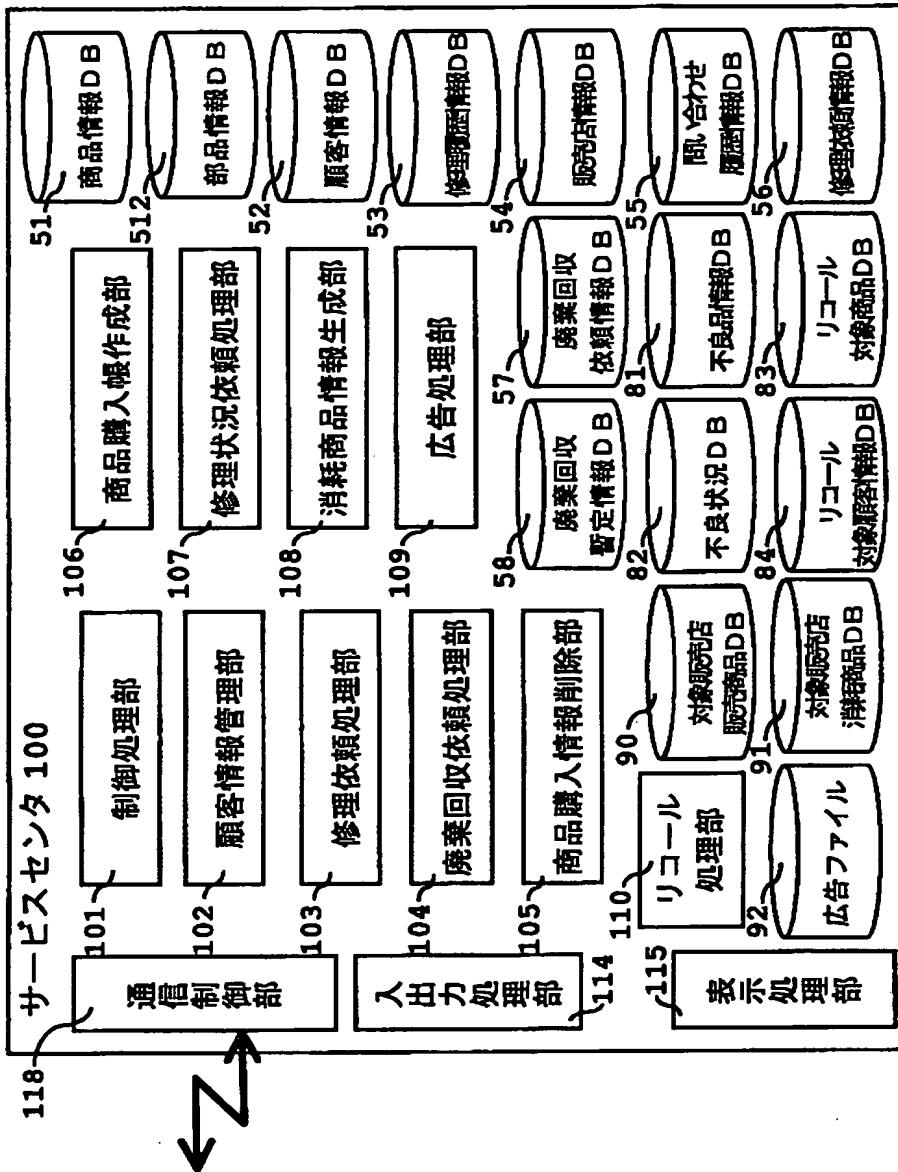 サービスセンタ 100
118
通信制御部
入出力処理部
114
115
表示処理部
101
制御処理部
102
顧客情報管理部
103
修理依頼処理部
104
廃棄回収依頼処理部
105
商品購入情報削除部
110
リコール
処理部
92
広告ファイル
106
商品購入帳作成部
107
修理状況依頼処理部
108
消耗商品情報生成部
109
広告処理部
90
対象販売店
販売商品DB
91
対象販売店
消耗商品DB
58
廃棄回収
暫定情報DB
82
不良状況DB
84
リコール
対象顧客情報DB
57
廃棄回収
依頼情報DB
81
不良品情報DB
83
リコール
対象商品DB
51
商品情報DB
512
部品情報DB
52
顧客情報DB
53
修理履歴情報DB
54
販売店情報DB
55
問い合わせ
履歴情報DB
56
修理依頼情報DB